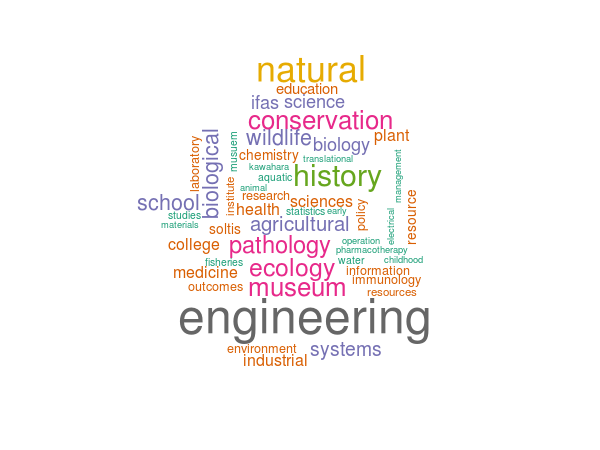 natural
education
ifas science
conservation
wildlife biology plant
chemistry translational
laboratory biological musuem kawahara history management
aquatic
animal
institute research sciences resource
school health statistics early policy
studies
materials soltis agricultural electrical
college pathology operation
pharmacotherapy
fisheries ecology water childhood
medicine information
outcomes museum immunology
resources
engineering
environment systems
industrial